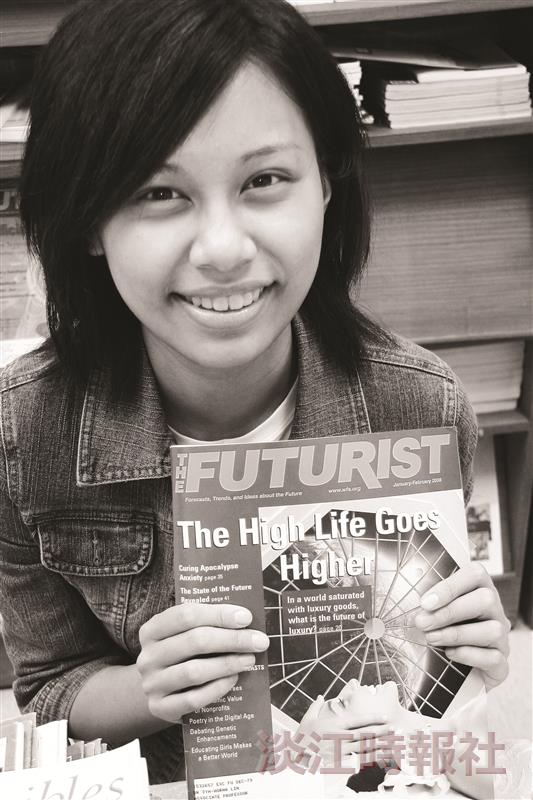 THE FUTURIST
Forecasts, Trends, and Ideas about the Future
www.wfs.org
January-February 2008
The High Life Goes
Higher
Curing Apocalypse
Anxiety page 35
The State of the Future
Revealed page 41
In a world saturated
with luxury goods,
what is the future of
luxury? page 20
of Nonprofits
Poetry in the Digital Age
Debating Genetic
Enhancements
Educating Girls Makes
a Better World
ASSOCIATE PROFESSOR
淡江時報社